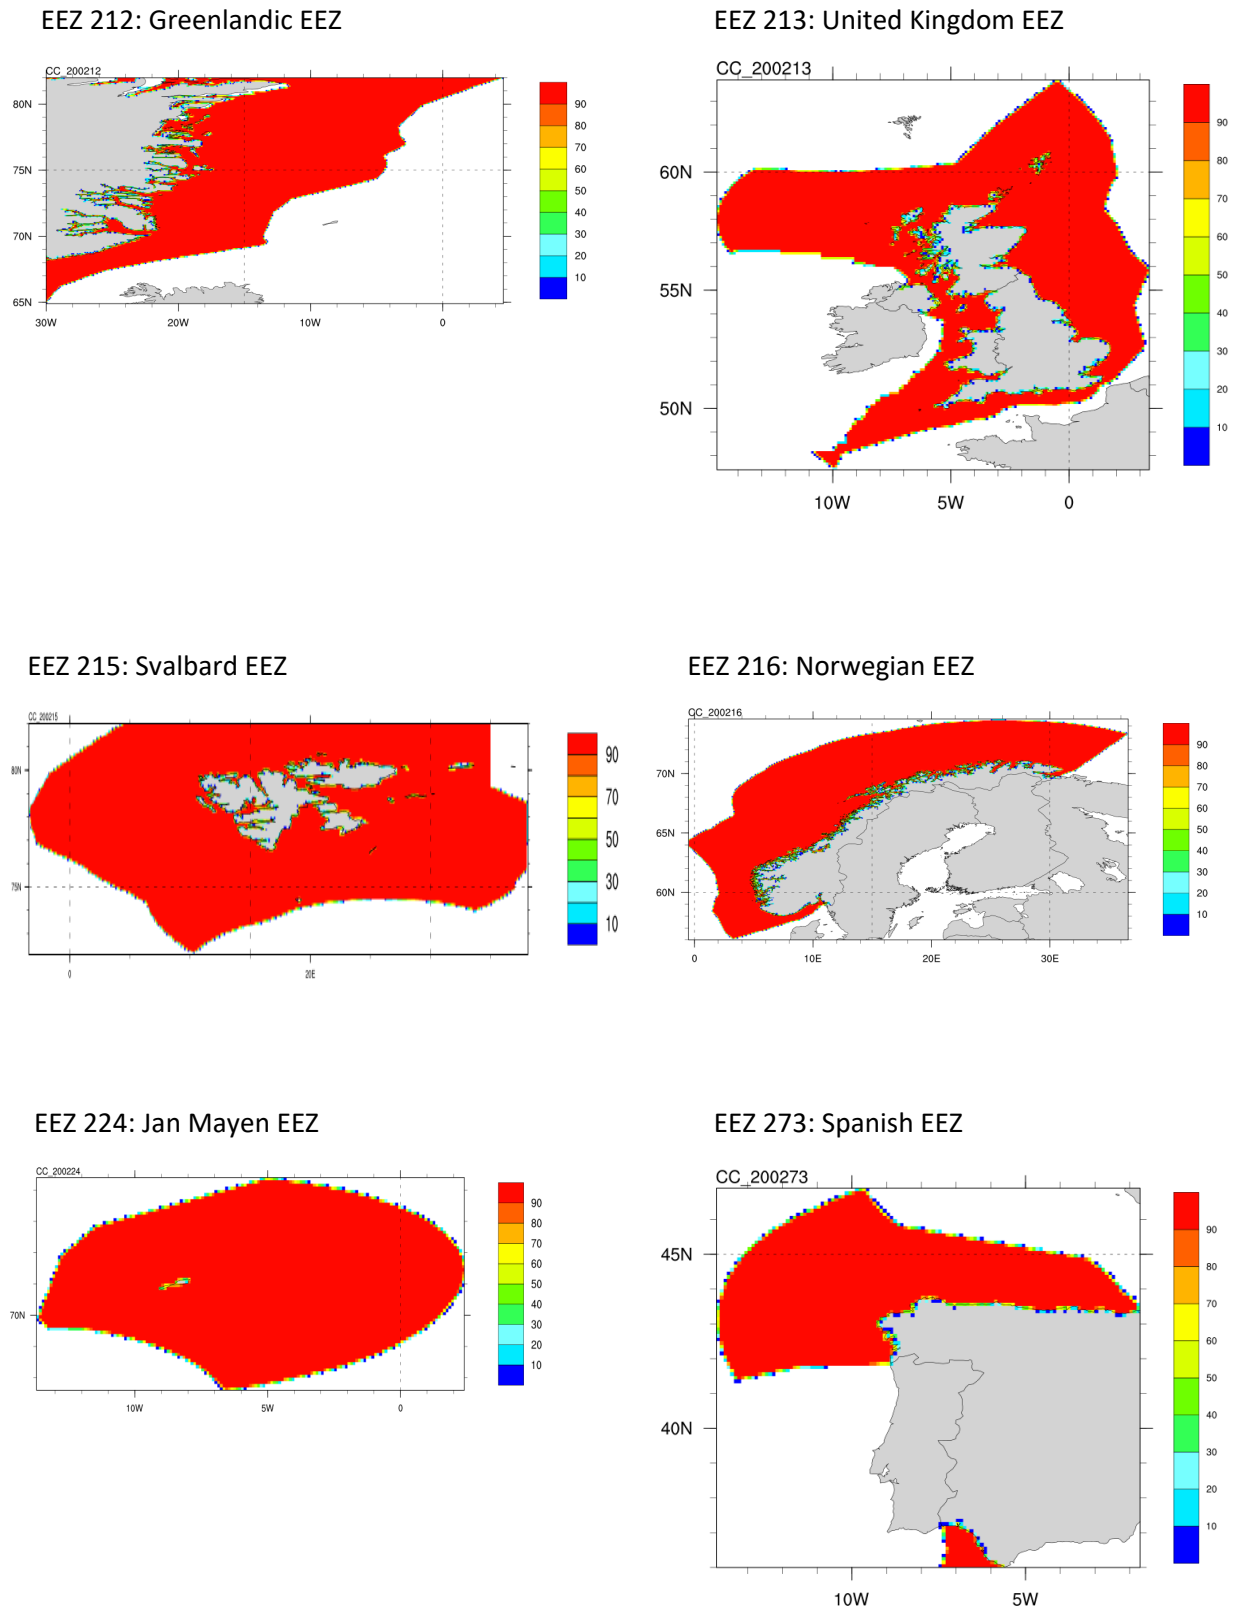 EEZ 212: Greenlandic EEZ
CC_200212
80N
75N
70N
65N
30W 20W 10W 0
90
80
70
60
50
40
30
20
10
EEZ 213: United Kingdom EEZ
CC_200213
60N
55N
50N
10W 5W 0
90
80
70
60
50
40
30
20
10
EEZ 215: Svalbard EEZ
CC_200215
80N
75N
0 20E
90
70
50
30
10
EEZ 216: Norwegian EEZ
CC_200216
70N
65N
60N
0 10E 20E 30E
90
80
70
60
50
40
30
20
10
EEZ 224: Jan Mayen EEZ
CC_200224
70N
10W 5W 0
90
80
70
60
50
40
30
20
10
EEZ 273: Spanish EEZ
CC_200273
45N
40N
10W 5W
90
80
70
60
50
40
30
20
10